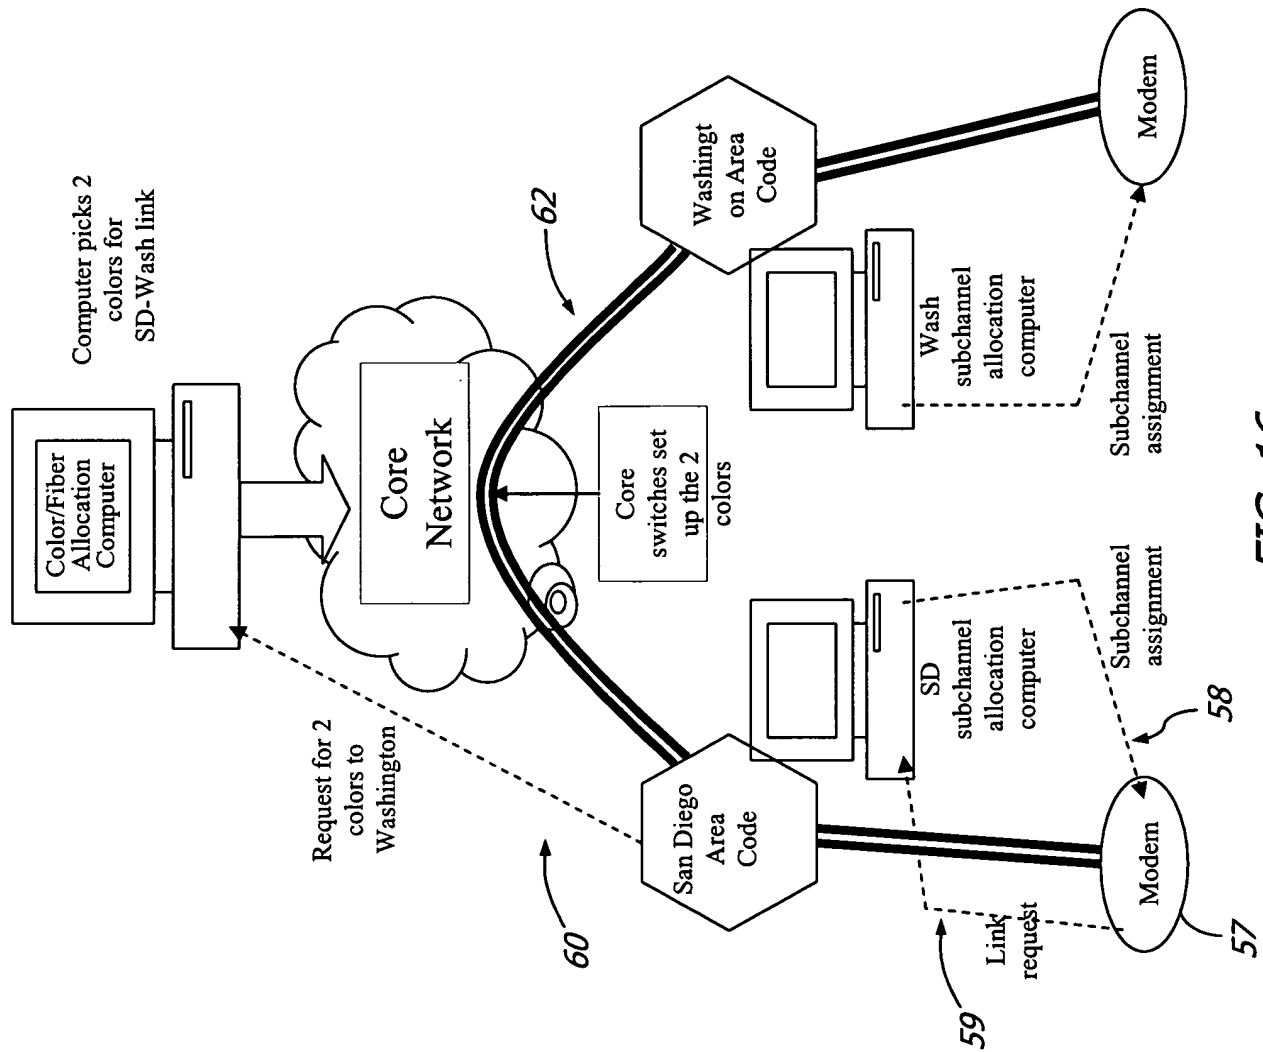 Computer picks 2
colors for
SD-Wash link
Color/Fiber
Allocation
Computer
Core
Network
Request for 2
colors to
Washington
60
62
Core
switches set
up the 2
colors
San Diego
Area
Code
Washingt
on Area
Code
SD
subchannel
allocation
computer
Wash
subchannel
allocation
computer
59
Link
request
Subchannel
assignment
Subchannel
assignment
58
Modem
Modem
57